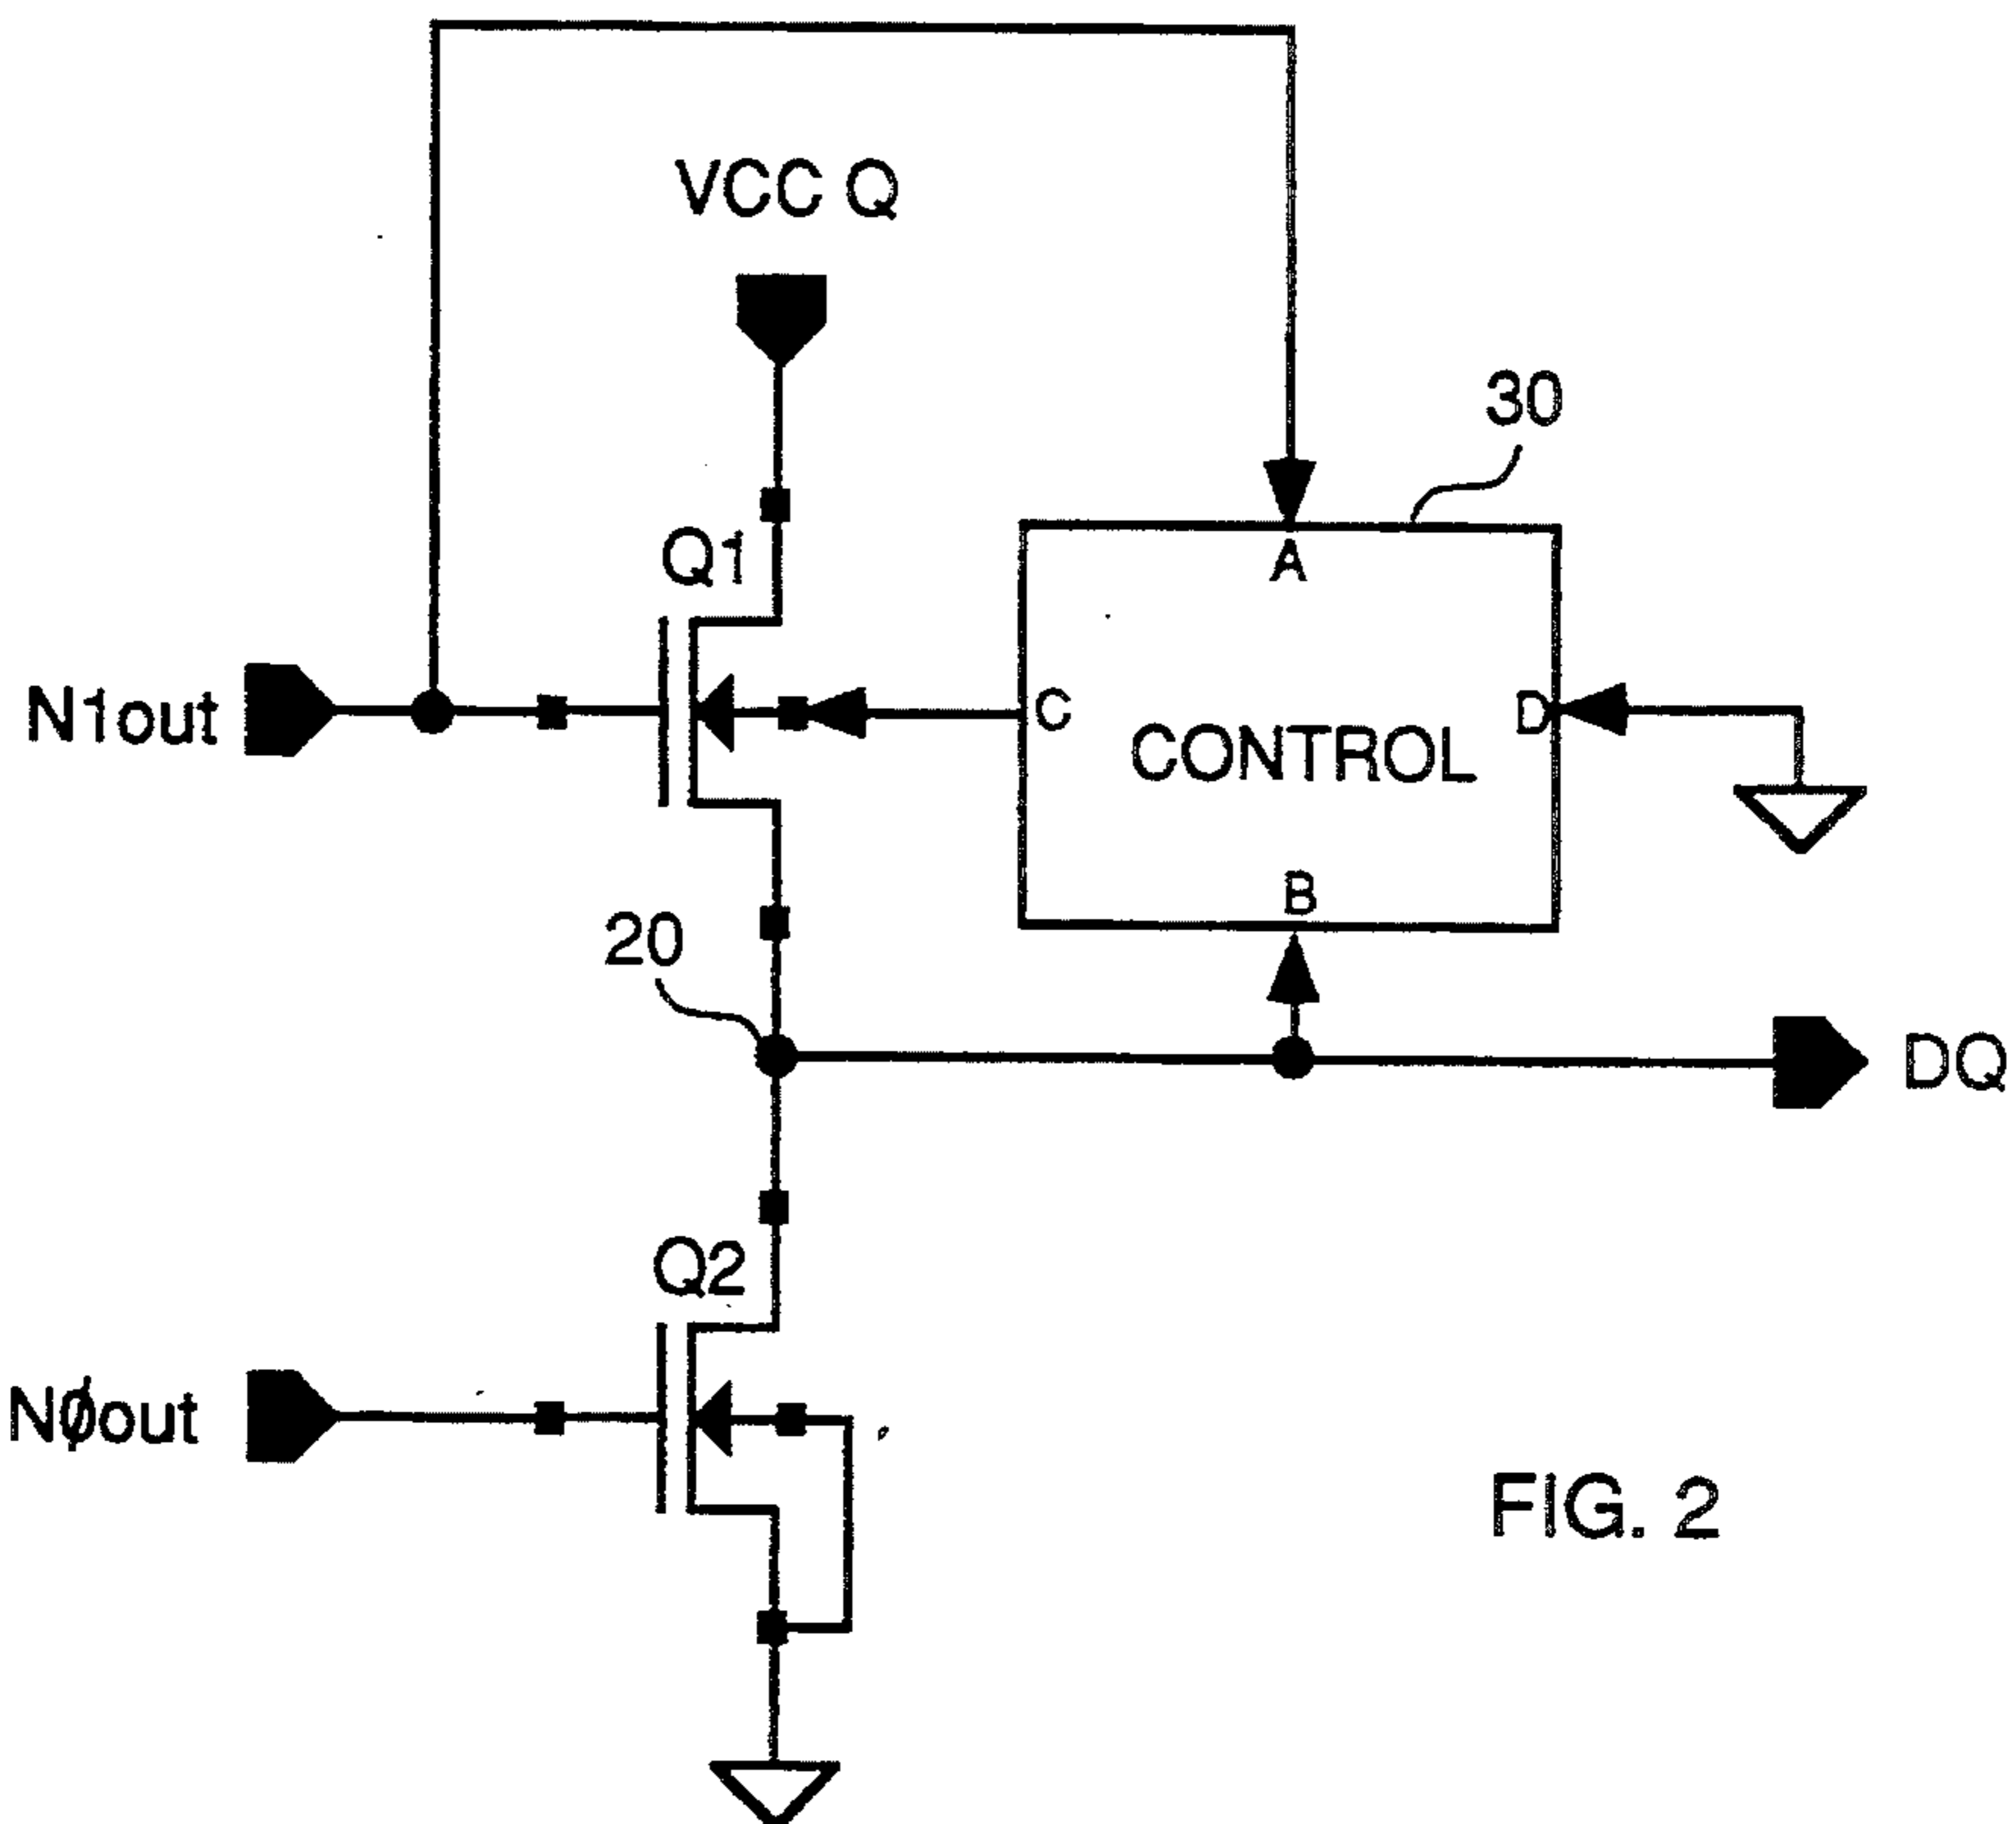 VCC Q
30
Q1
A
N1out
C
D
CONTROL
B
20
DQ
Q2
NØout
FIG. 2